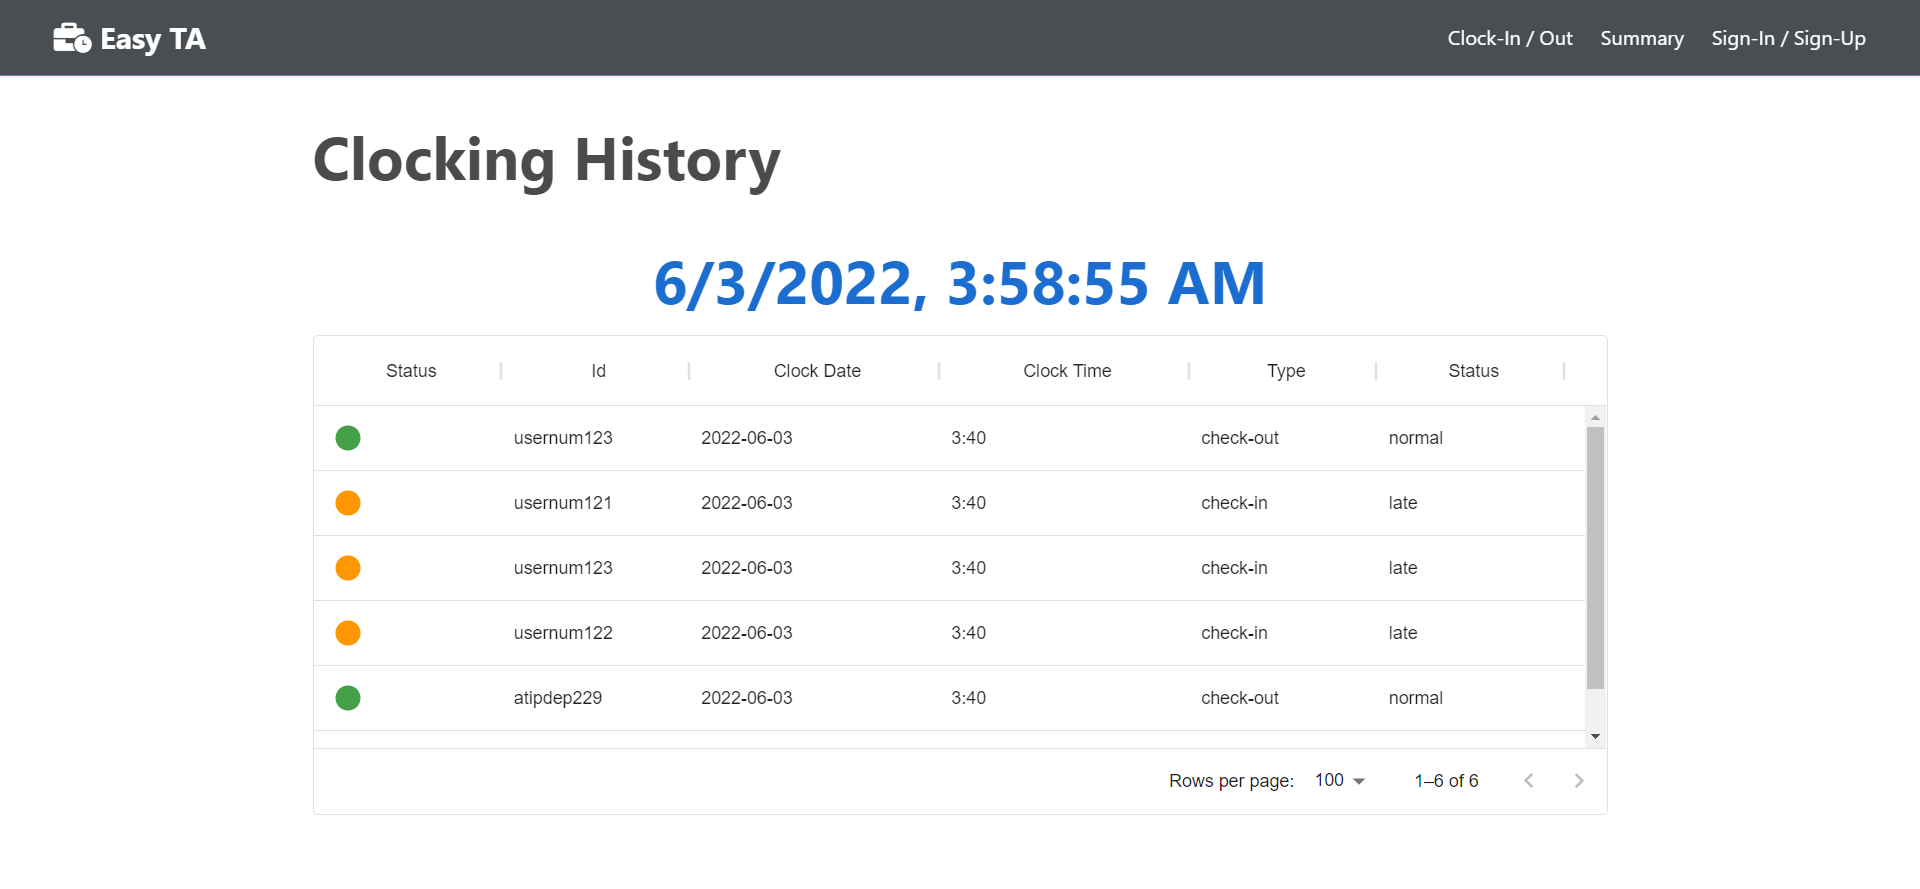 Easy TA
Clock-In / Out Summary Sign-In / Sign-Up
Clocking History
6/3/2022, 3:58:55 AM
Status Id Clock Date Clock Time Type Status
usernum123 2022-06-03 3:40 check-out normal
usernum121 2022-06-03 3:40 check-in late
usernum123 2022-06-03 3:40 check-in late
usernum122 2022-06-03 3:40 check-in late
atipdep229 2022-06-03 3:40 check-out normal
Rows per page: 100 1–6 of 6